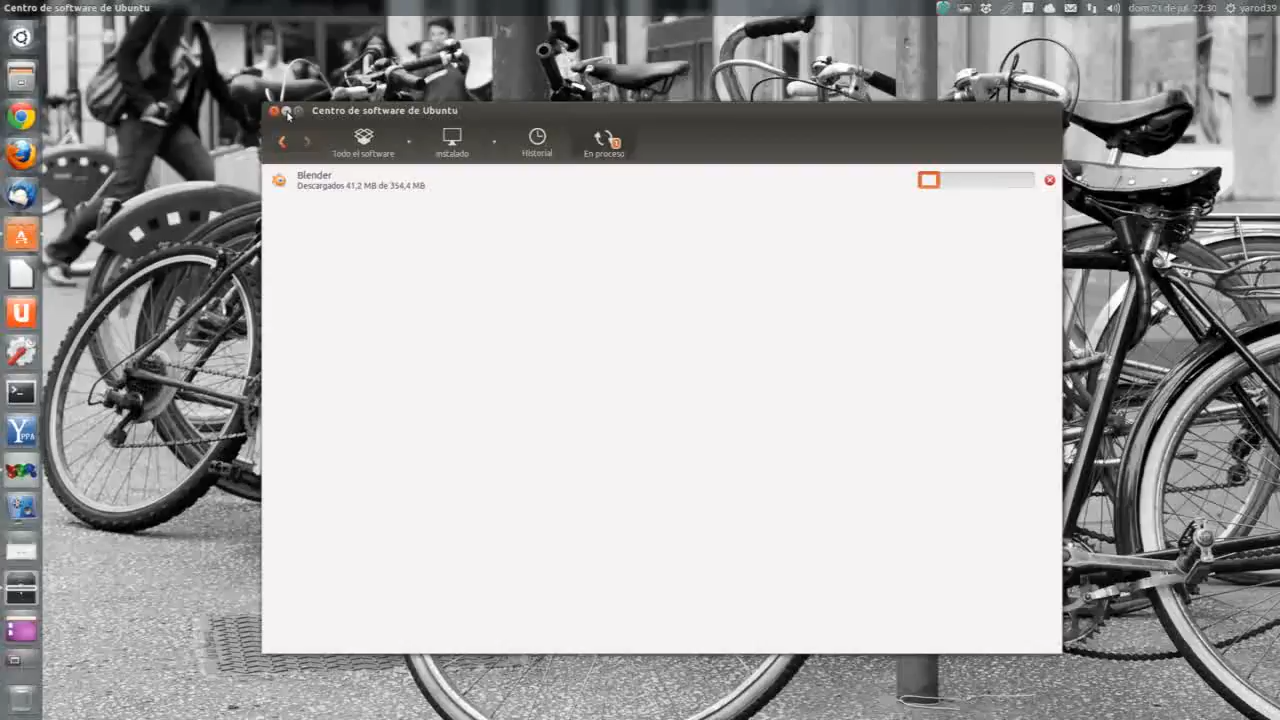 Centro de software de Ubuntu
dom 21 de jul 22:30
yarod39
Centro de software de Ubuntu
Todo el software
Instalado
Historial
En proceso
Blender
Descargados 41,2 MB de 354,4 MB
A
U
>_
YPPA